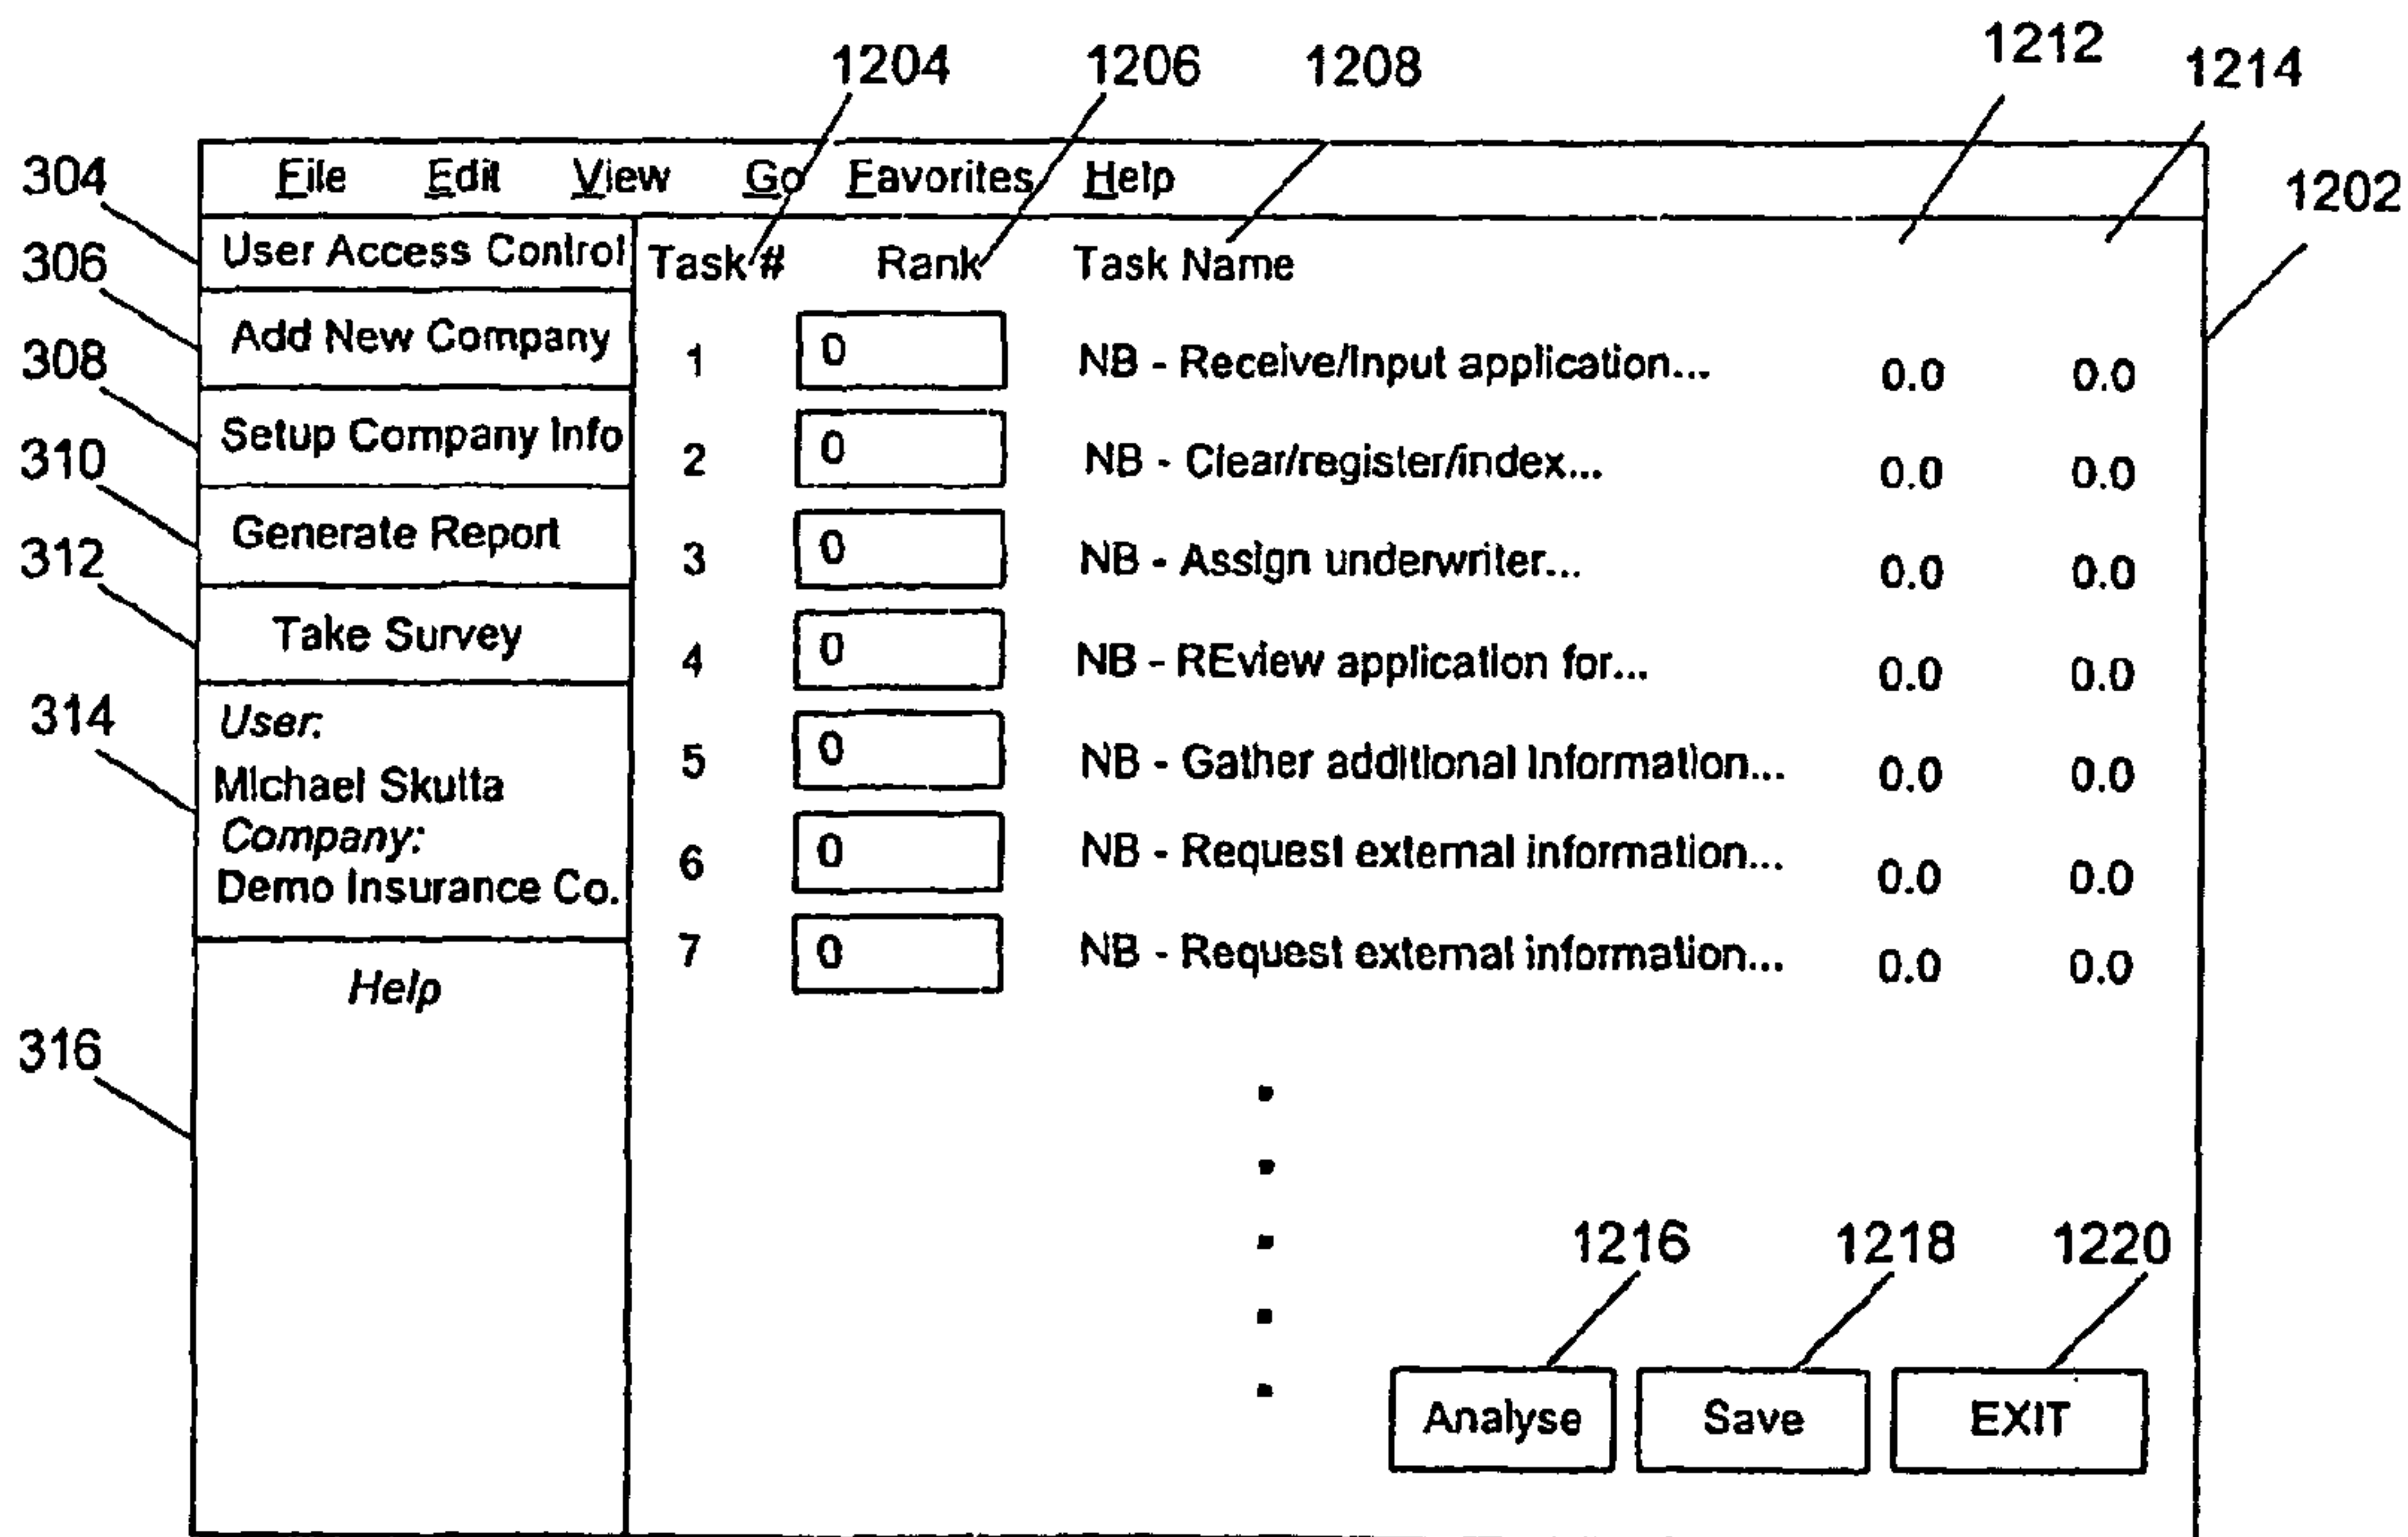 1204 1206 1208 1212 1214
1202
File Edit View Go Favorites Help
304 User Access Control
306 Add New Company
308 Setup Company Info
310 Generate Report
312 Take Survey
314 User:
Michael Skutta
Company:
Demo Insurance Co.
316 Help
Task # Rank Task Name
1 0 NB - Receive/Input application... 0.0 0.0
2 0 NB - Clear/register/index... 0.0 0.0
3 0 NB - Assign underwriter... 0.0 0.0
4 0 NB - REview application for... 0.0 0.0
5 0 NB - Gather additional Information... 0.0 0.0
6 0 NB - Request external information... 0.0 0.0
7 0 NB - Request external information... 0.0 0.0
1216 1218 1220
Analyse Save EXIT